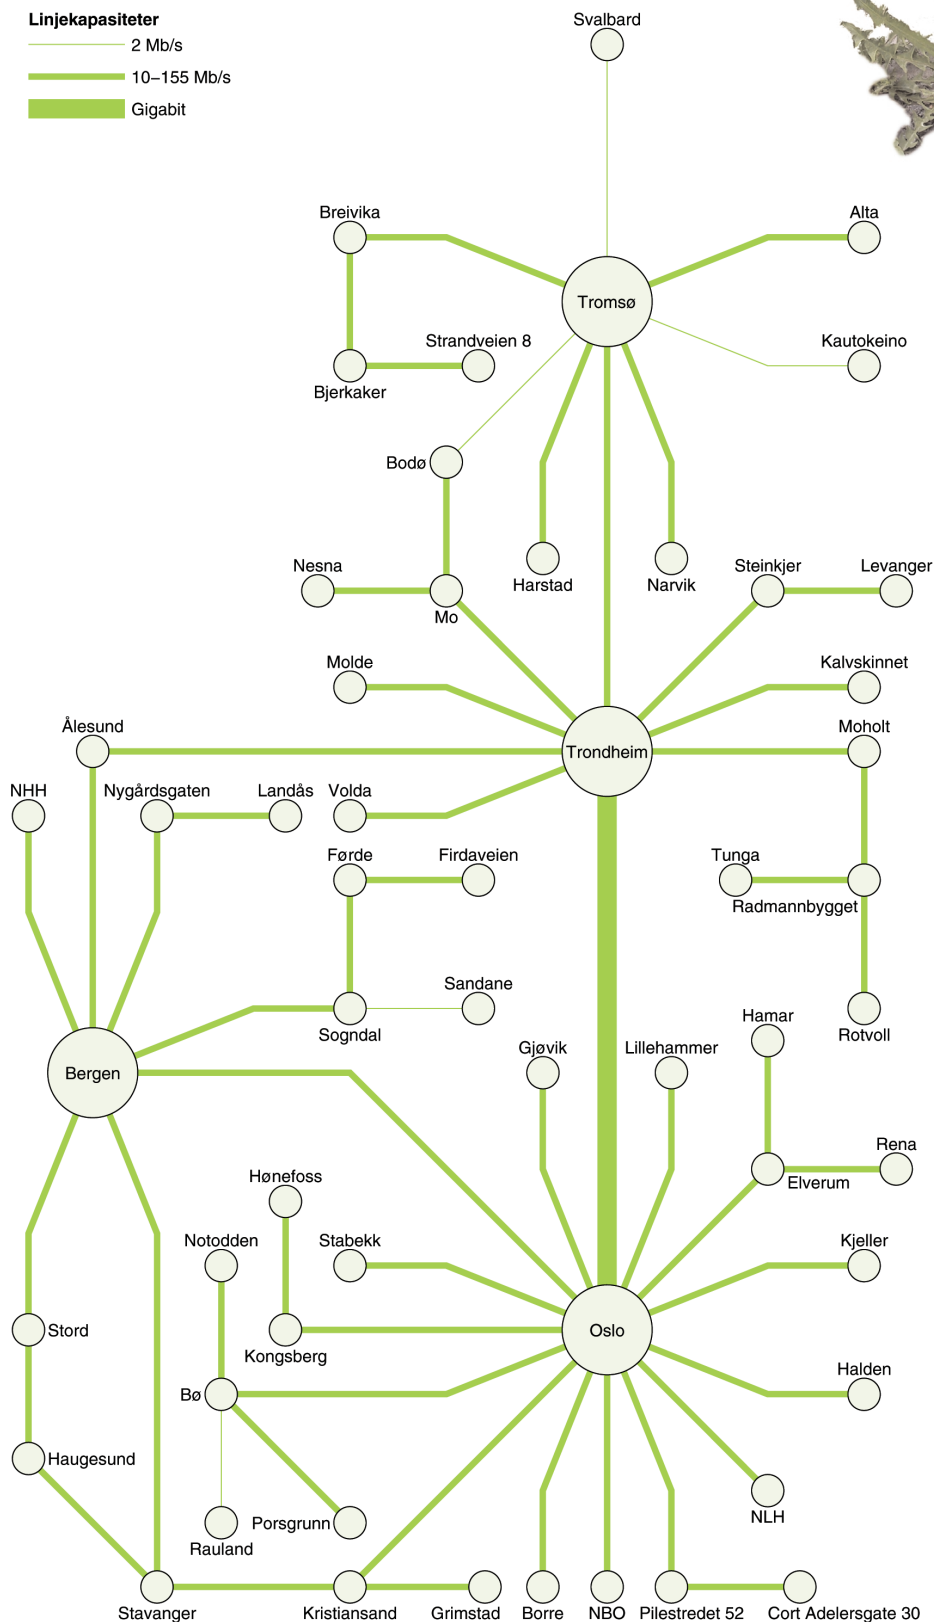 Linjekapasiteter
2 Mb/s
10–155 Mb/s
Gigabit
Svalbard
Breivika
Alta
Tromsø
Strandveien 8
Kautokeino
Bjerkaker
Bodø
Nesna
Harstad
Narvik
Steinkjer
Levanger
Mo
Molde
Kalvskinnet
Ålesund
Trondheim
Moholt
NHH
Nygårdsgaten
Landås
Volda
Førde
Firdaveien
Tunga
Radmannbygget
Sandane
Sogndal
Hamar
Rotvoll
Gjøvik
Lillehammer
Bergen
Rena
Elverum
Hønefoss
Notodden
Stabekk
Kjeller
Stord
Oslo
Kongsberg
Halden
Bø
Haugesund
Porsgrunn
NLH
Rauland
Stavanger
Kristiansand
Grimstad
Borre
NBO
Pilestredet 52
Cort Adelersgate 30